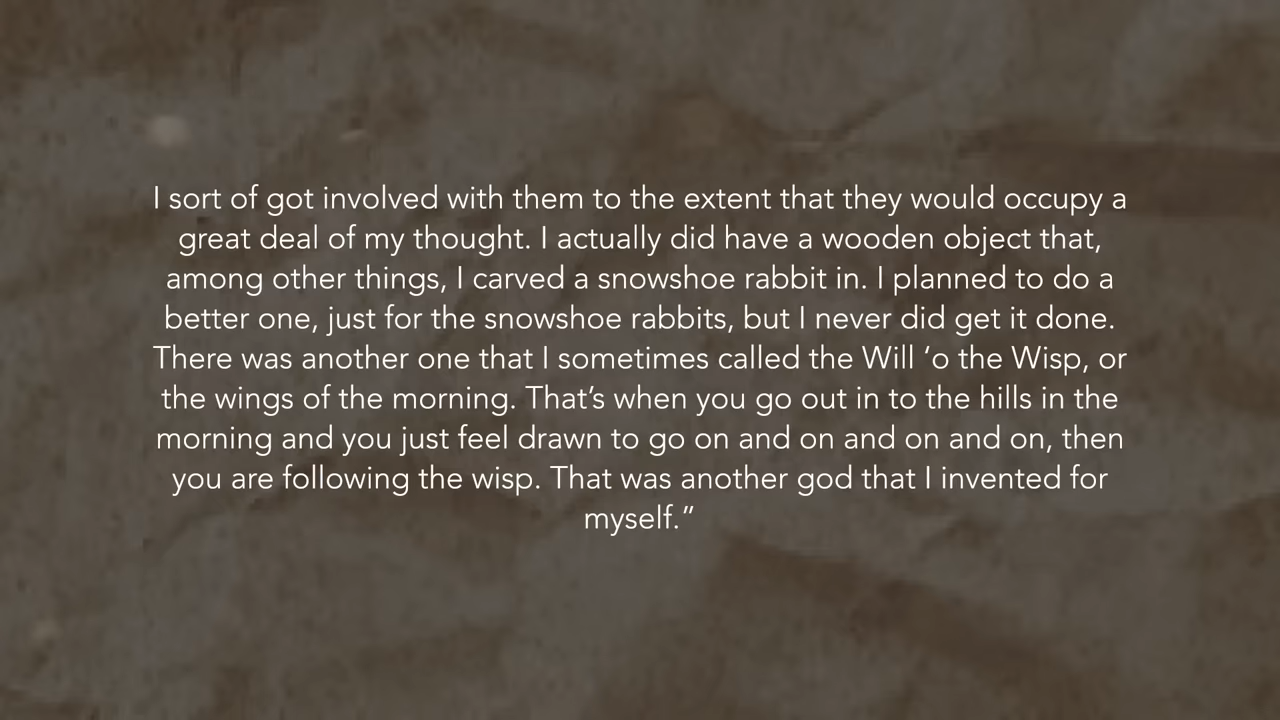 I sort of got involved with them to the extent that they would occupy a
great deal of my thought. I actually did have a wooden object that,
among other things, I carved a snowshoe rabbit in. I planned to do a
better one, just for the snowshoe rabbits, but I never did get it done.
There was another one that I sometimes called the Will ‘o the Wisp, or
the wings of the morning. That’s when you go out in to the hills in the
morning and you just feel drawn to go on and on and on and on, then
you are following the wisp. That was another god that I invented for
myself.”